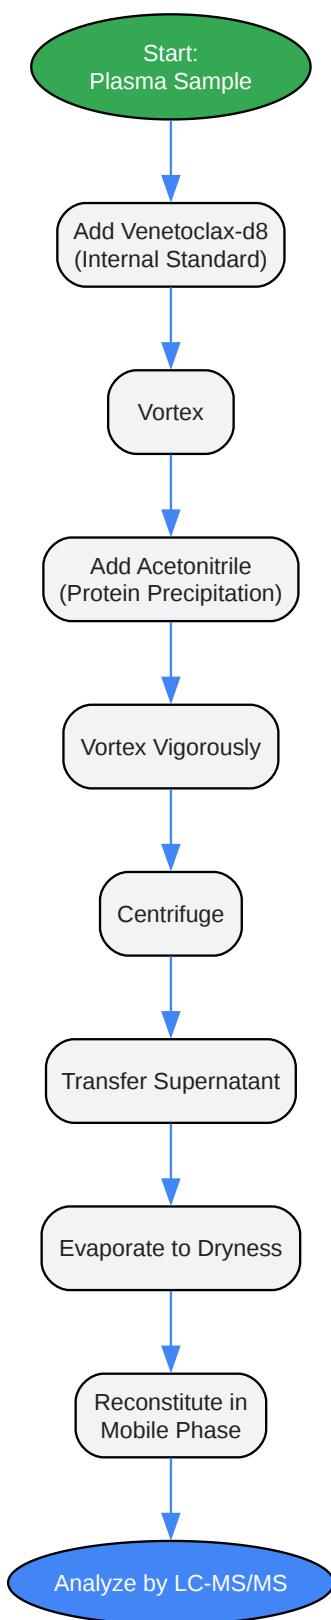 Start:
Plasma Sample
Add Venetoclax-d8
(Internal Standard)
Vortex
Add Acetonitrile
(Protein Precipitation)
Vortex Vigorously
Centrifuge
Transfer Supernatant
Evaporate to Dryness
Reconstitute in
Mobile Phase
Analyze by LC-MS/MS